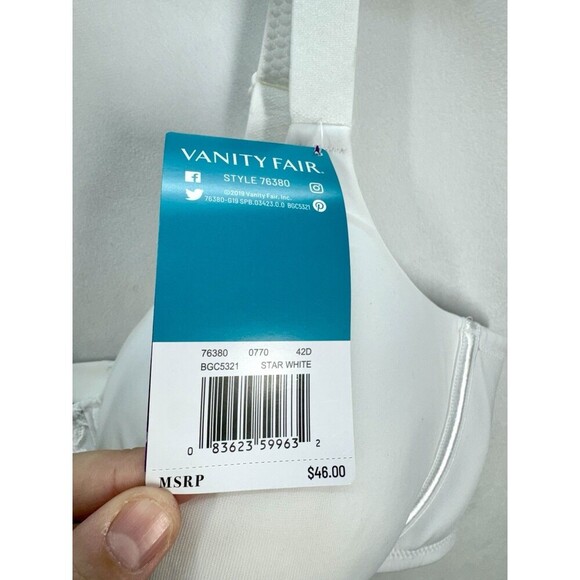 VANITY FAIR
STYLE 76380
©2019 Vanity Fair, Inc.
76380-G19 SPB.03423.C.0 BGC5321
76380 0770 42D
BGC5321 STAR WHITE
0 83623 59963 2
MSRP $46.00